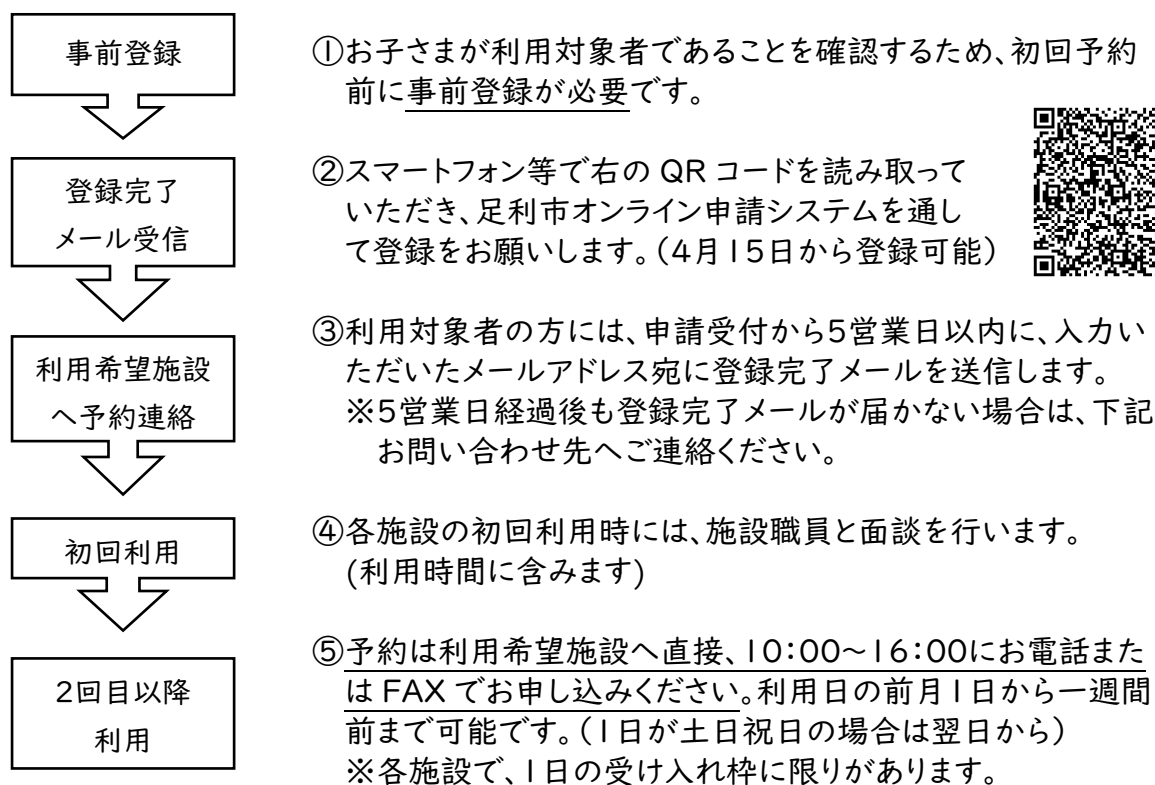 事前登録
登録完了
メール受信
利用希望施設
へ予約連絡
初回利用
2回目以降
利用
①お子さまが利用対象者であることを確認するため、初回予約
前に事前登録が必要です。
②スマートフォン等で右の QR コードを読み取って
いただき、足利市オンライン申請システムを通し
て登録をお願いします。（4月15日から登録可能）
③利用対象者の方には、申請受付から5営業日以内に、入力い
ただいたメールアドレス宛に登録完了メールを送信します。
※5営業日経過後も登録完了メールが届かない場合は、下記
お問い合わせ先へご連絡ください。
④各施設の初回利用時には、施設職員と面談を行います。
(利用時間に含みます)
⑤予約は利用希望施設へ直接、10：00～16：00にお電話また
は FAX でお申し込みください。利用日の前月1日から一週間
前まで可能です。（1日が土日祝日の場合は翌日から）
※各施設で、1日の受け入れ枠に限りがあります。